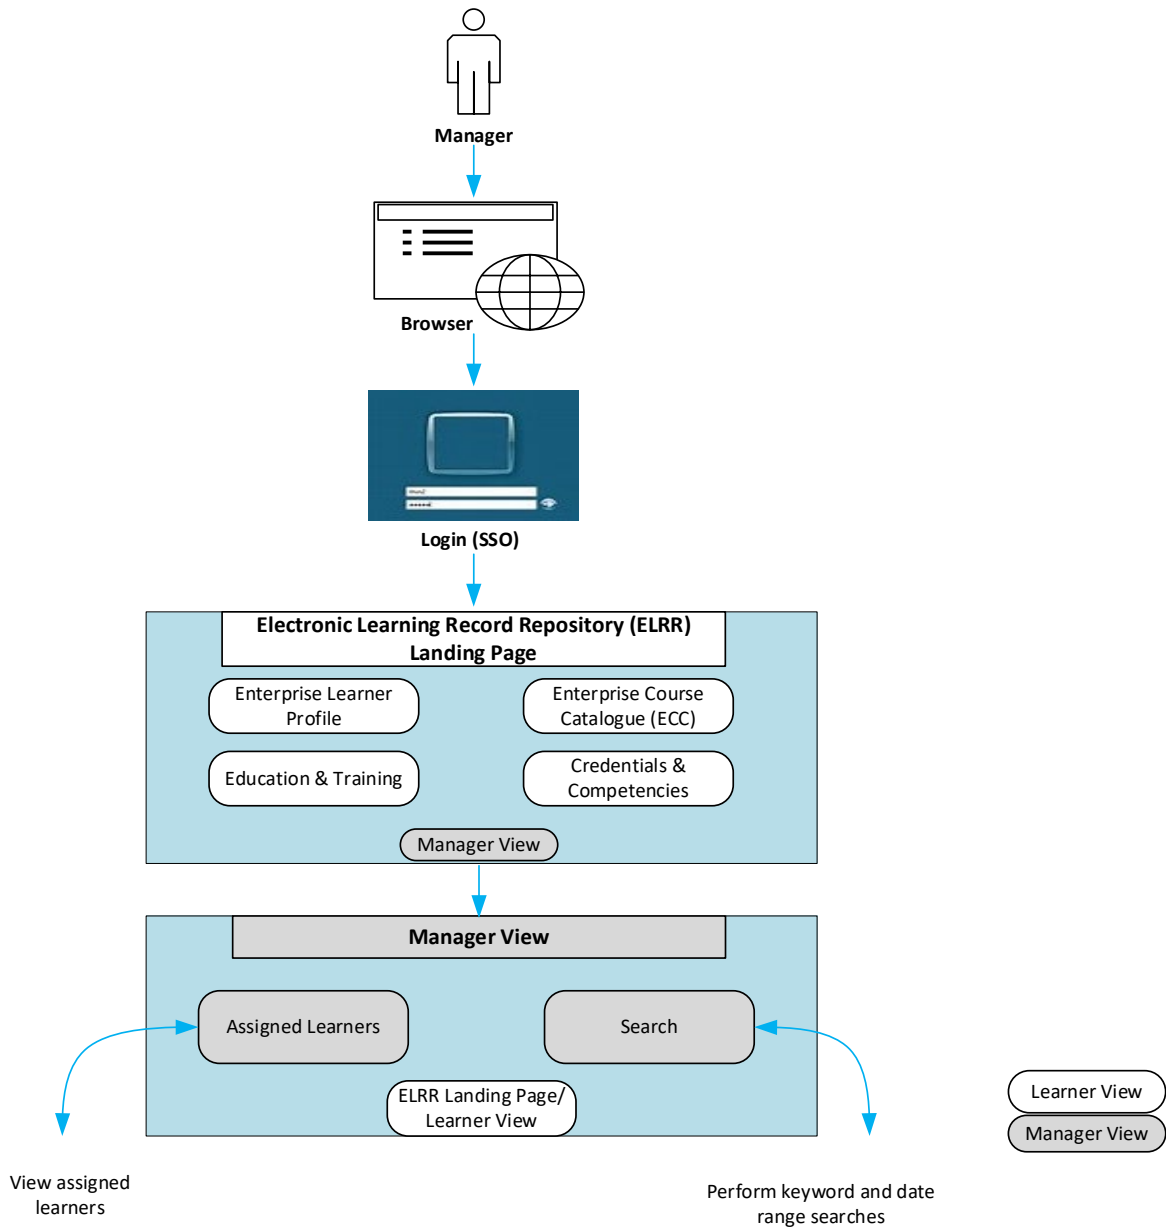 Manager
Browser
Login (SSO)
Electronic Learning Record Repository (ELRR)
Landing Page
Enterprise Learner
Profile
Enterprise Course
Catalogue (ECC)
Education & Training
Credentials &
Competencies
Manager View
Manager View
Assigned Learners
Search
ELRR Landing Page/
Learner View
Learner View
Manager View
View assigned
learners
Perform keyword and date
range searches